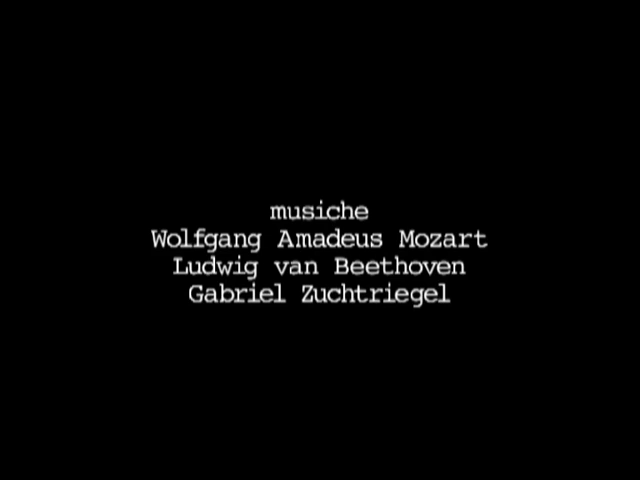 musiche
Wolfgang Amadeus Mozart
Ludwig van Beethoven
Gabriel Zuchtriegel